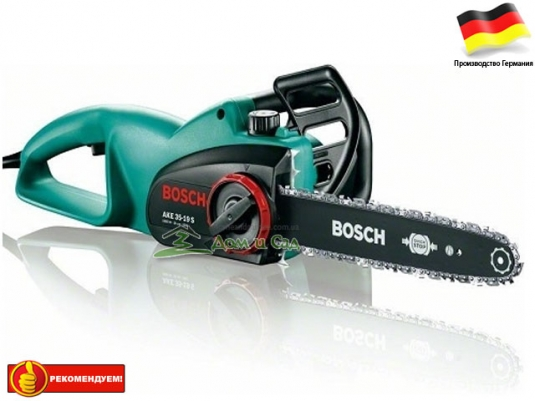 Производство Германия
BOSCH
AKE 35-19 S
Дом и Сад
BOSCH
РЕКОМЕНДУЕМ!